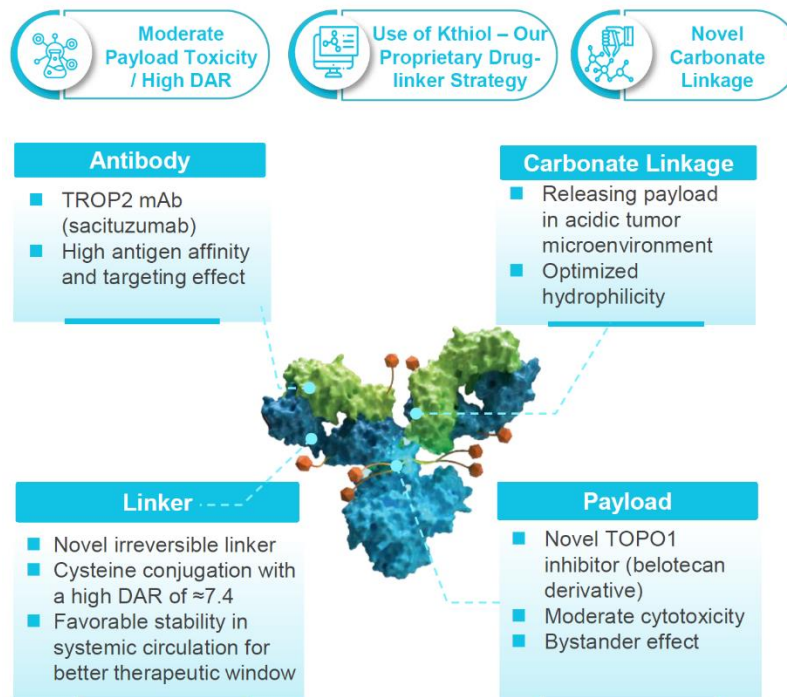 Moderate
Payload Toxicity
/ High DAR
Use of Kthiol – Our
Proprietary Drug-
linker Strategy
Novel
Carbonate
Linkage
Antibody
TROP2 mAb
(sacituzumab)
High antigen affinity
and targeting effect
Carbonate Linkage
Releasing payload
in acidic tumor
microenvironment
Optimized
hydrophilicity
Linker
Novel irreversible linker
Cysteine conjugation with
a high DAR of ≈7.4
Favorable stability in
systemic circulation for
better therapeutic window
Payload
Novel TOPO1
inhibitor (belotecan
derivative)
Moderate cytotoxicity
Bystander effect